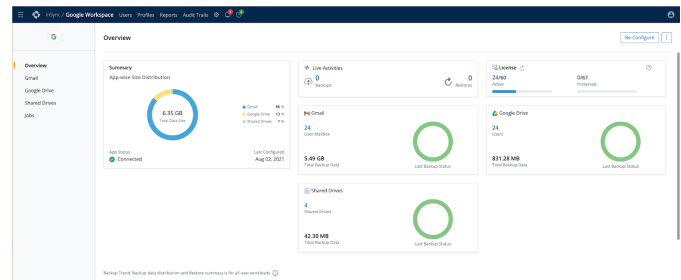 inSync / Google Workspace Users Profiles Reports Audit Trails
Overview
Re-Configure
Overview
Gmail
Google Drive
Shared Drives
Jobs
Summary
App-wise Size Distribution
6.35 GB
Total Data Size
Gmail
Google Drive 13 %
Shared Drives 1 %
App Status
Connected
Last Configured
Aug 02, 2021
Live Activities
0
Backups
0
Restores
License
24/60
Active
0/67
Preserved
Gmail
24
User Mailbox
5.49 GB
Total Backup Data
Last Backup Status
Google Drive
24
Users
831.28 MB
Total Backup Data
Last Backup Status
Shared Drives
4
Shared Drives
42.30 MB
Total Backup Data
Last Backup Status
Backup Trend, Backup data distribution and Restore summary is for all user workloads.